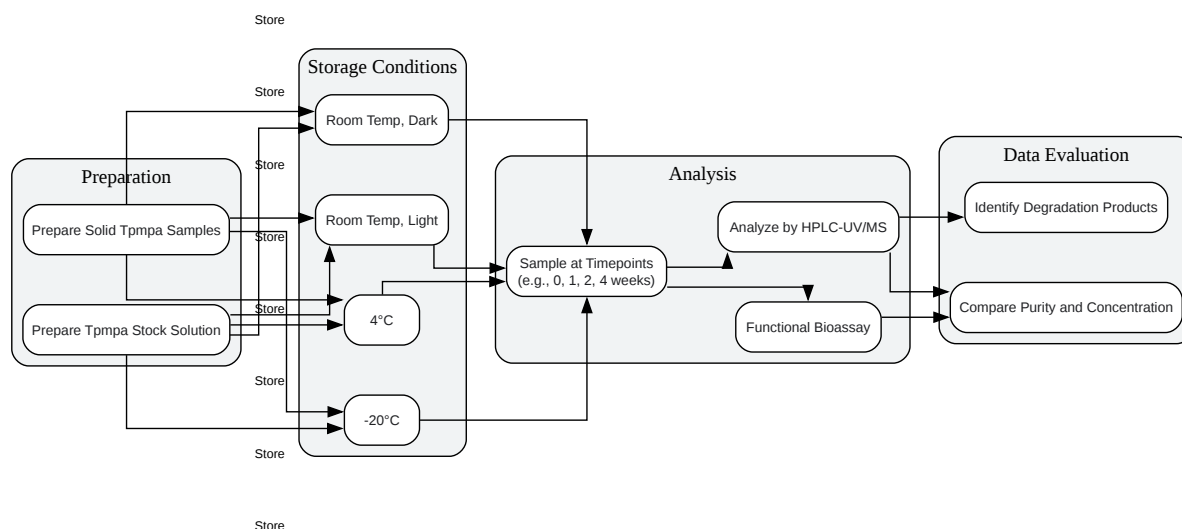 Store
Storage Conditions
Store
Room Temp, Dark
Store
Preparation
Prepare Solid Tpmpa Samples
Room Temp, Light
Store
Store
Prepare Tpmpa Stock Solution
4°C
Store
-20°C
Store
Store
Analysis
Sample at Timepoints
(e.g., 0, 1, 2, 4 weeks)
Analyze by HPLC-UV/MS
Functional Bioassay
Data Evaluation
Identify Degradation Products
Compare Purity and Concentration